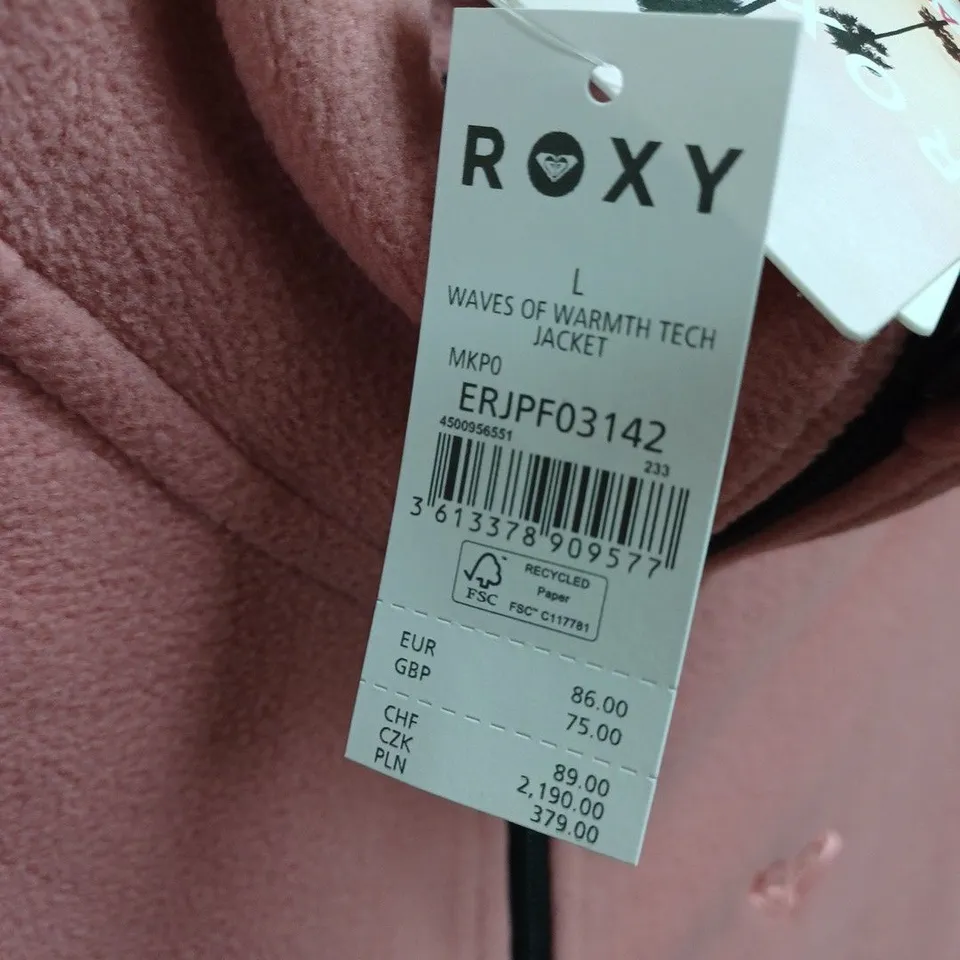 ROXY
L
WAVES OF WARMTH TECH
JACKET
MKP0
ERJPF03142
4500956551
233
3 613378 909577
FSC
RECYCLED
Paper
FSC™ C117781
EUR 86.00
GBP 75.00
CHF 89.00
CZK 2,190.00
PLN 379.00